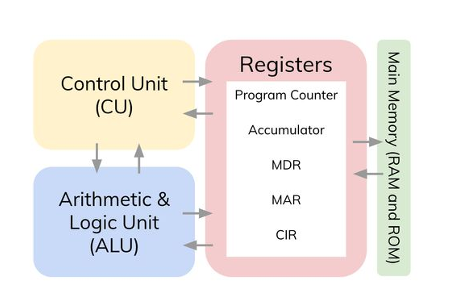 Control Unit
(CU)
Arithmetic &
Logic Unit
(ALU)
Registers
Program Counter
Accumulator
MDR
MAR
CIR
Main Memory (RAM and ROM)